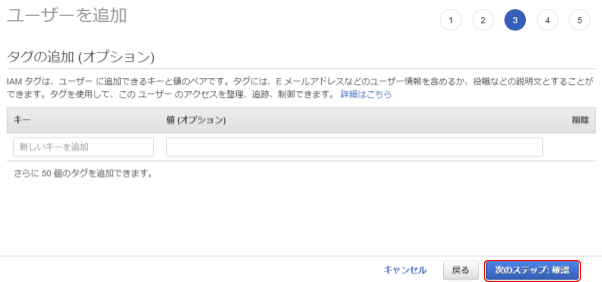 ユーザーを追加
1 2 3 4 5
タグの追加 (オプション)
IAM タグは、ユーザー に追加できるキーと値のペアです。タグには、E メールアドレスなどのユーザー情報を含めるか、役職などの説明文とすることが
できます。タグを使用して、この ユーザー のアクセスを整理、追跡、制御できます。 詳細はこちら
キー 値 (オプション) 削除
新しいキーを追加
さらに 50 個のタグを追加できます。
キャンセル 戻る 次のステップ: 確認